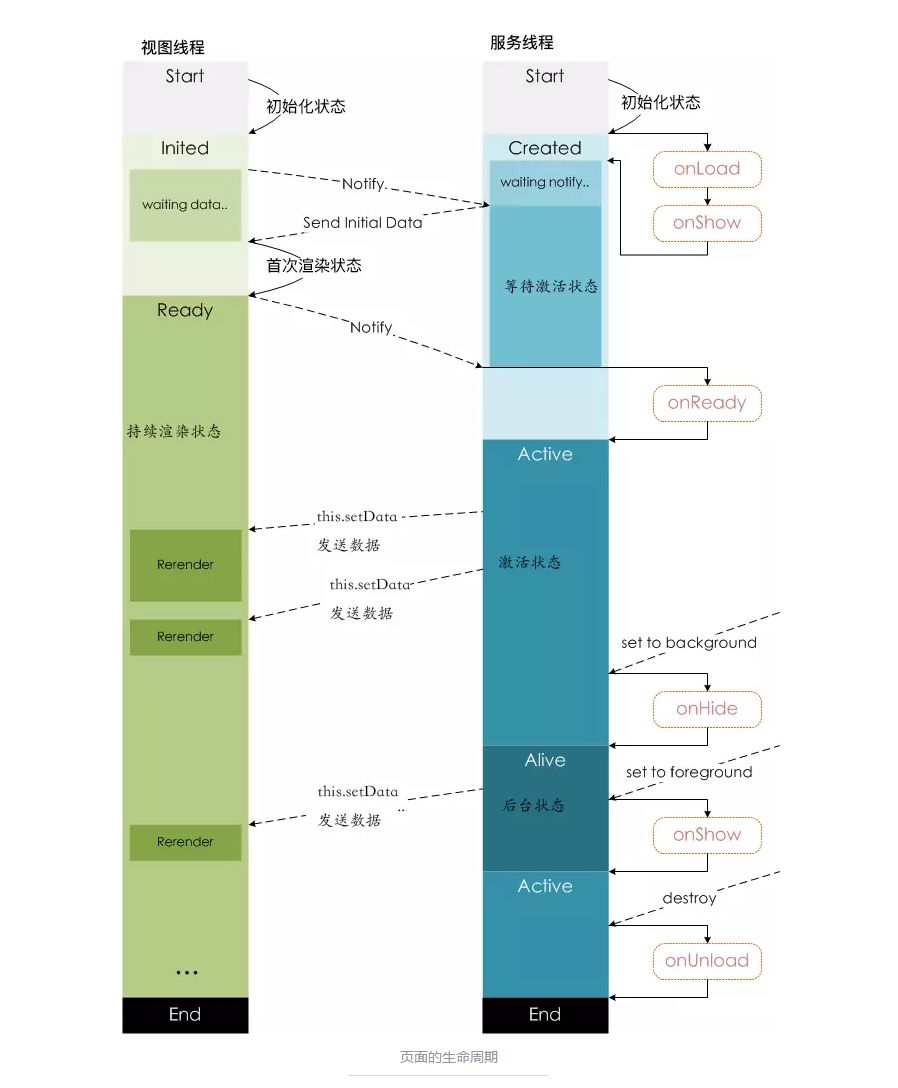 视图线程
服务线程
Start
Start
初始化状态
初始化状态
Inited
Created
onLoad
waiting notify..
Notify
waiting data..
Send Initial Data
onShow
首次渲染状态
等待激活状态
Ready
Notify
onReady
持续渲染状态
Active
this.setData
发送数据
Rerender
激活状态
this.setData
发送数据
Rerender
set to background
onHide
Alive
set to foreground
this.setData
..
发送数据
后台状态
onShow
Rerender
Active
destroy
onUnload
...
End
End
页面的生命周期